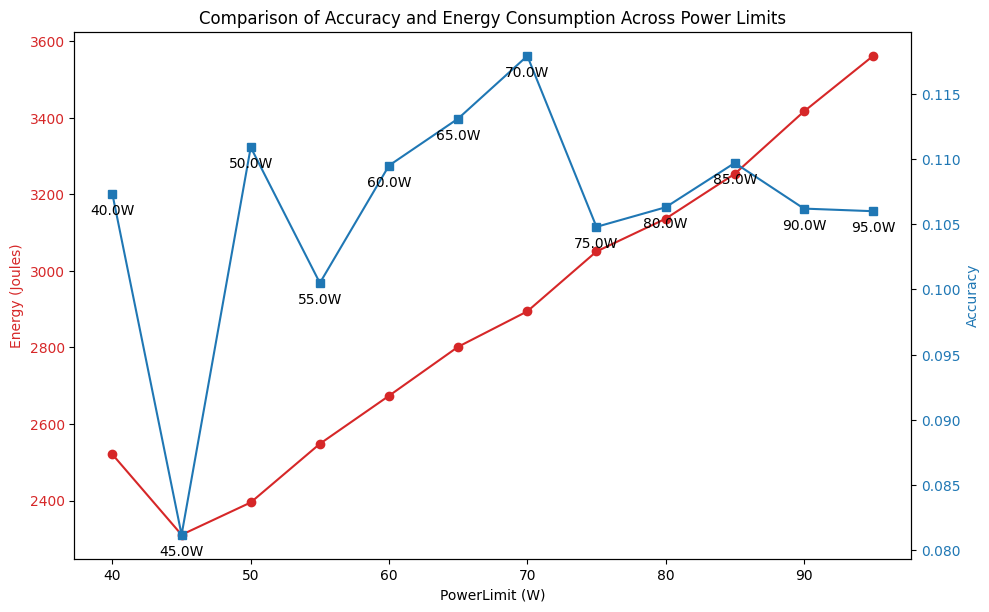 Comparison of Accuracy and Energy Consumption Across Power Limits
3600
3400
3200
3000
2800
2600
2400
Energy (Joules)
40.0W
45.0W
50.0W
55.0W
60.0W
65.0W
70.0W
75.0W
80.0W
85.0W
90.0W
95.0W
0.115
0.110
0.105
0.100
0.095
0.090
0.085
0.080
Accuracy
40
50
60
70
80
90
PowerLimit (W)